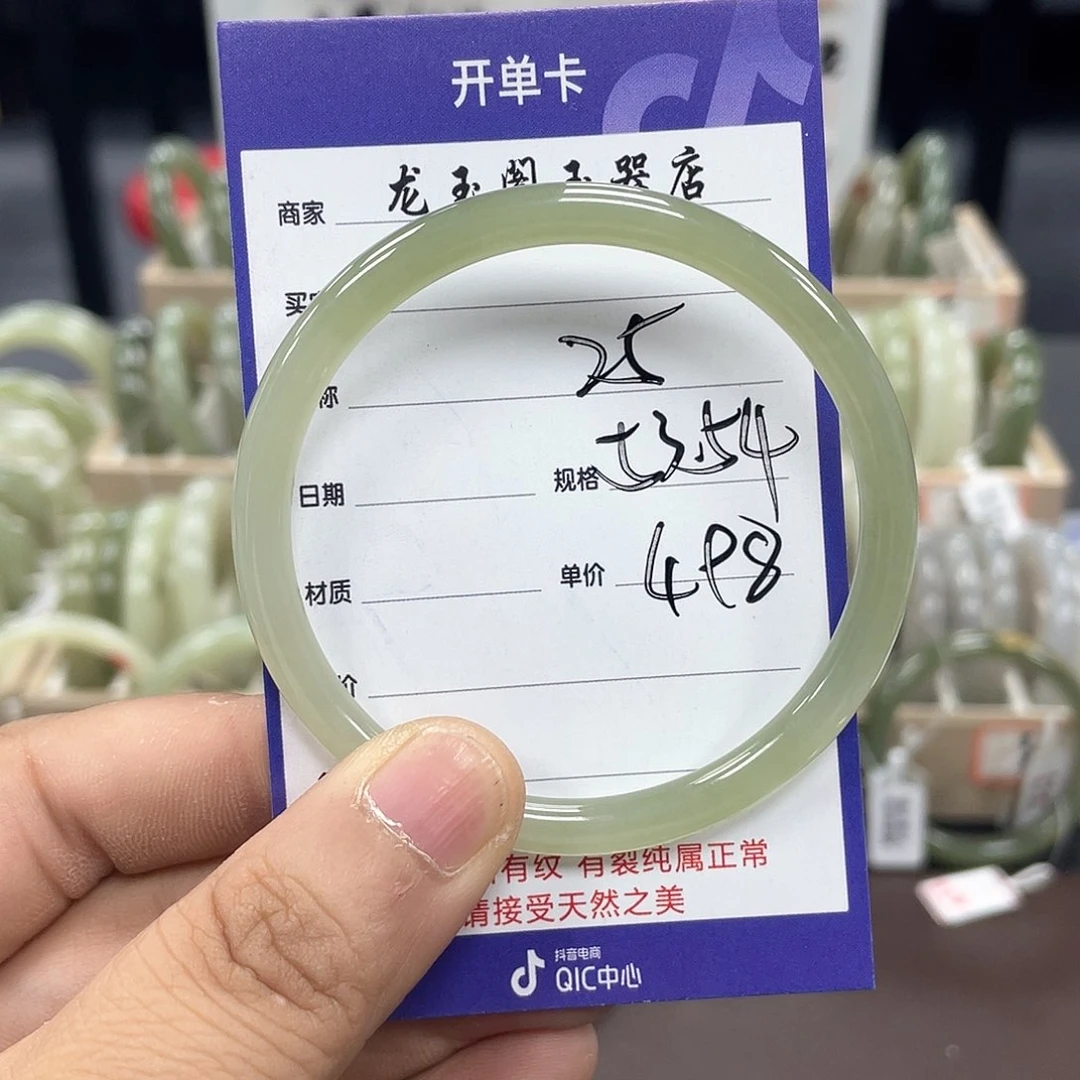 开单卡
商家 龙玉阁玉器店
买
25
称
53.54
日期 规格
材质 单价 498
价
有纹 有裂纯属正常
请接受天然之美
抖音电商
QIC中心